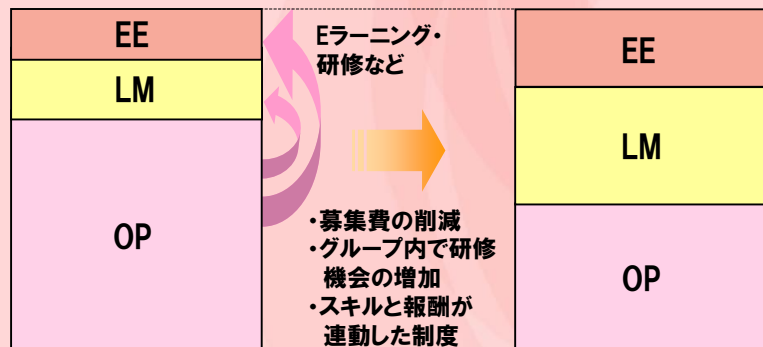 EE
LM
OP
Eラーニング・
研修など
・募集費の削減
・グループ内で研修
機会の増加
・スキルと報酬が
連動した制度
EE
LM
OP